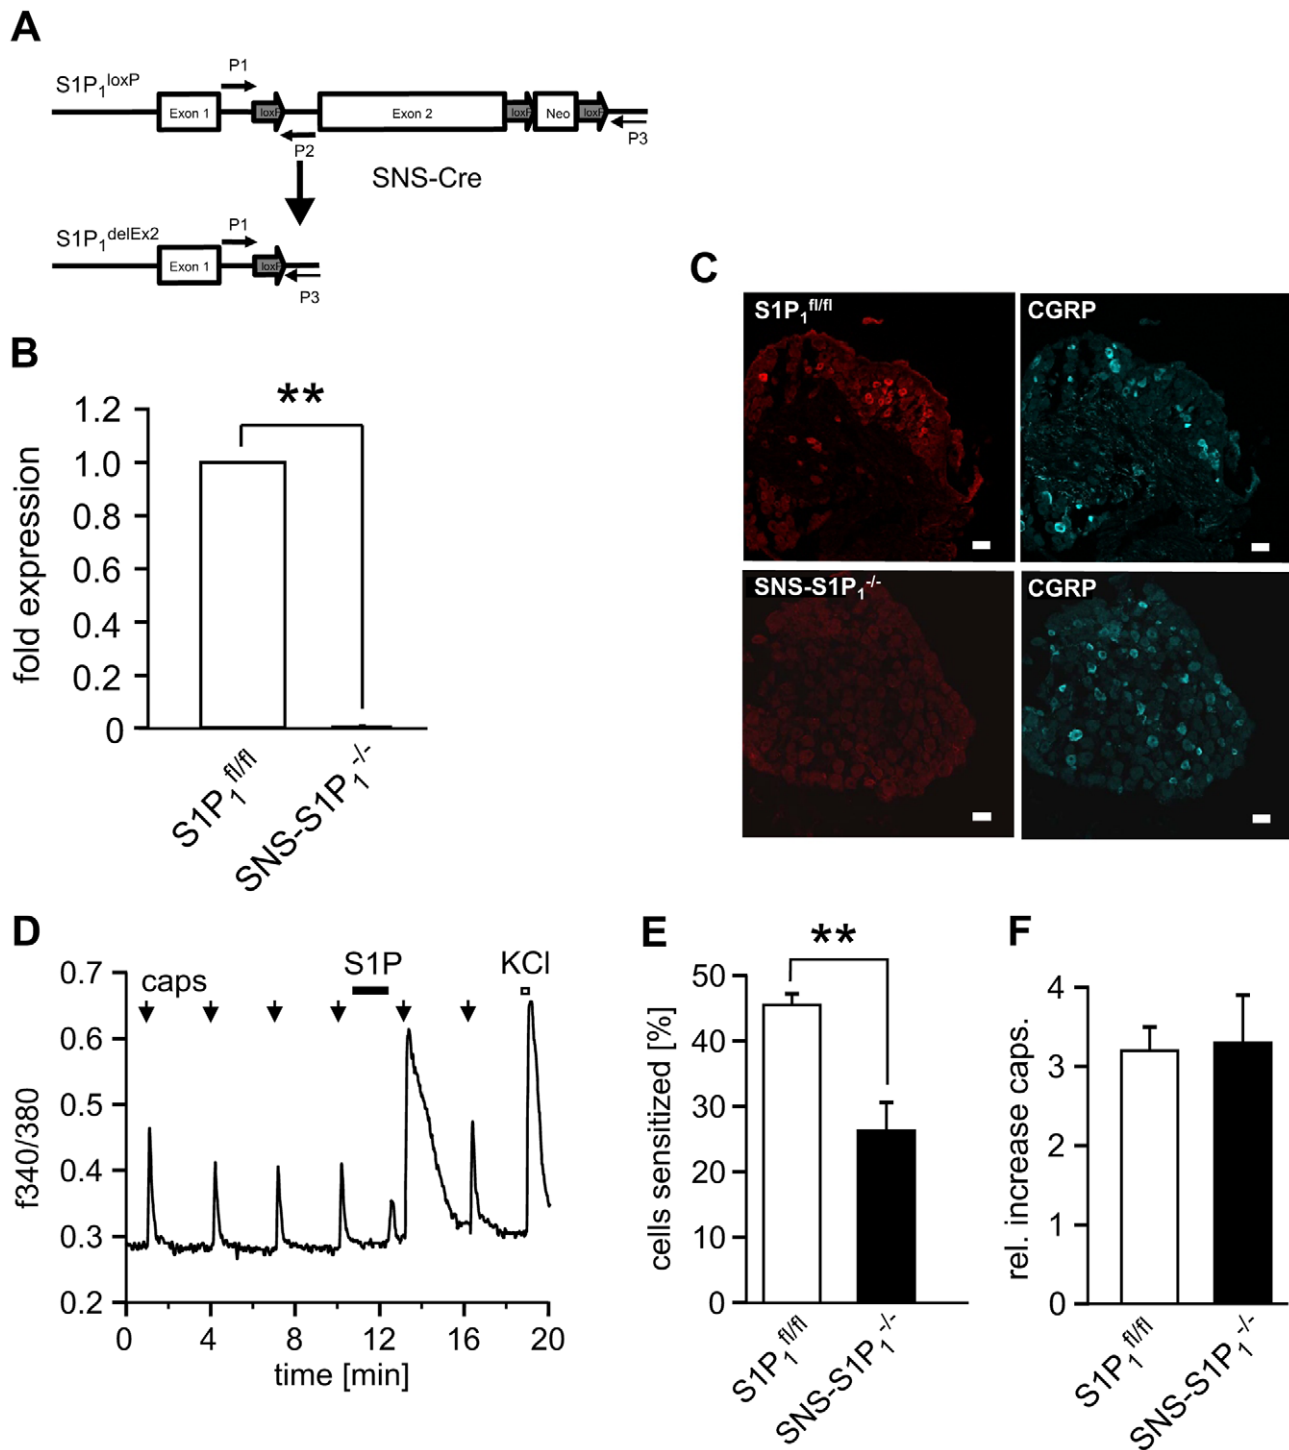 A
S1P1loxP
P1
Exon 1
loxP
Exon 2
loxP
Neo
loxP
P2
P3
SNS-Cre
S1P1delEx2
P1
Exon 1
loxP
P3
B
**
fold expression
1.2
1.0
0.8
0.6
0.4
0.2
0
S1P1fl/fl
SNS-S1P1-/-
C
S1P1fl/fl
CGRP
SNS-S1P1-/-
CGRP
D
caps
S1P
KCl
f340/380
0.7
0.6
0.5
0.4
0.3
0.2
0 4 8 12 16 20
time [min]
E
**
cells sensitized [%]
50
40
30
20
10
0
S1P1fl/fl
SNS-S1P1-/-
F
rel. increase caps.
4
3
2
1
0
S1P1fl/fl
SNS-S1P1-/-